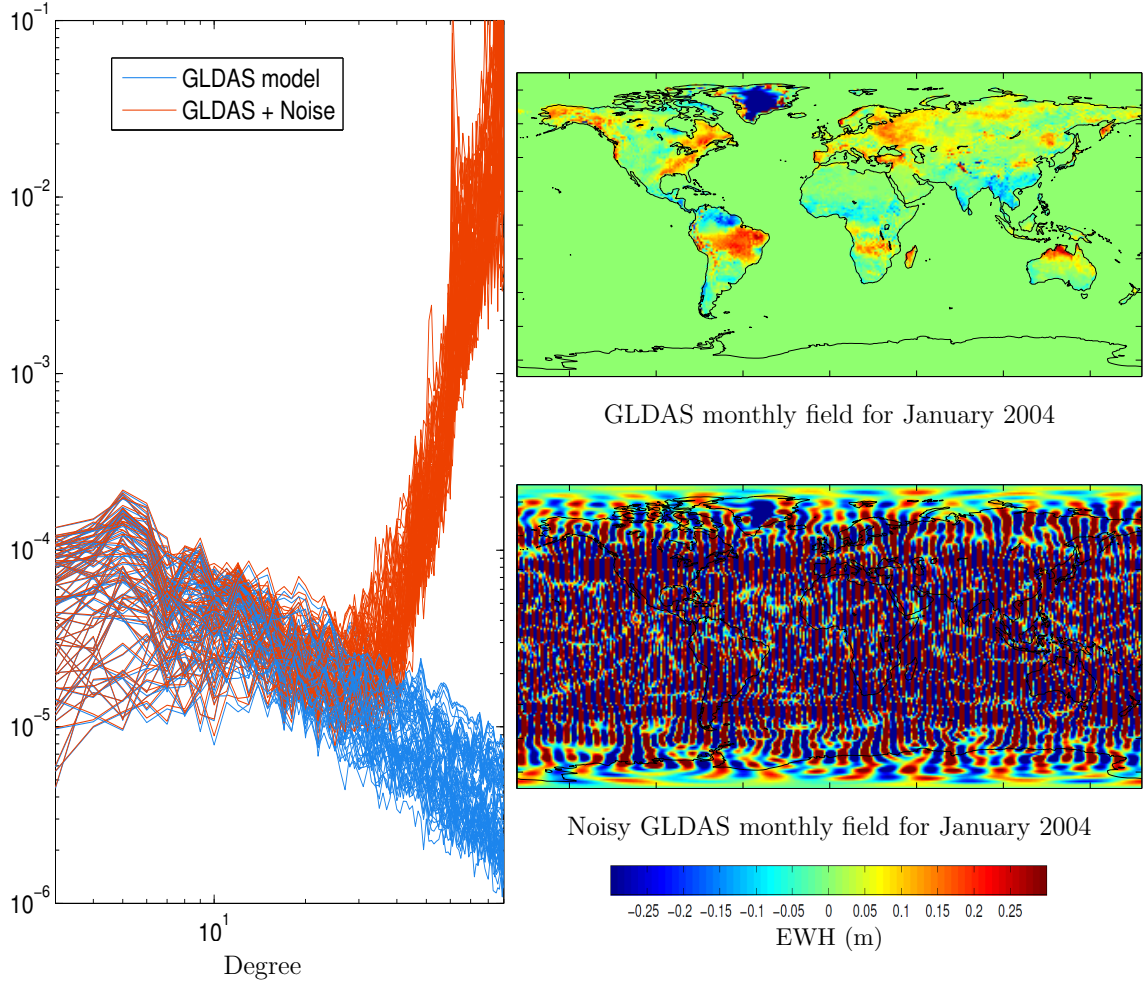 10^-1
10^-2
10^-3
10^-4
10^-5
10^-6
10^1
Degree
GLDAS model
GLDAS + Noise
GLDAS monthly field for January 2004
Noisy GLDAS monthly field for January 2004
−0.25 −0.2 −0.15 −0.1 −0.05 0 0.05 0.1 0.15 0.2 0.25
EWH (m)